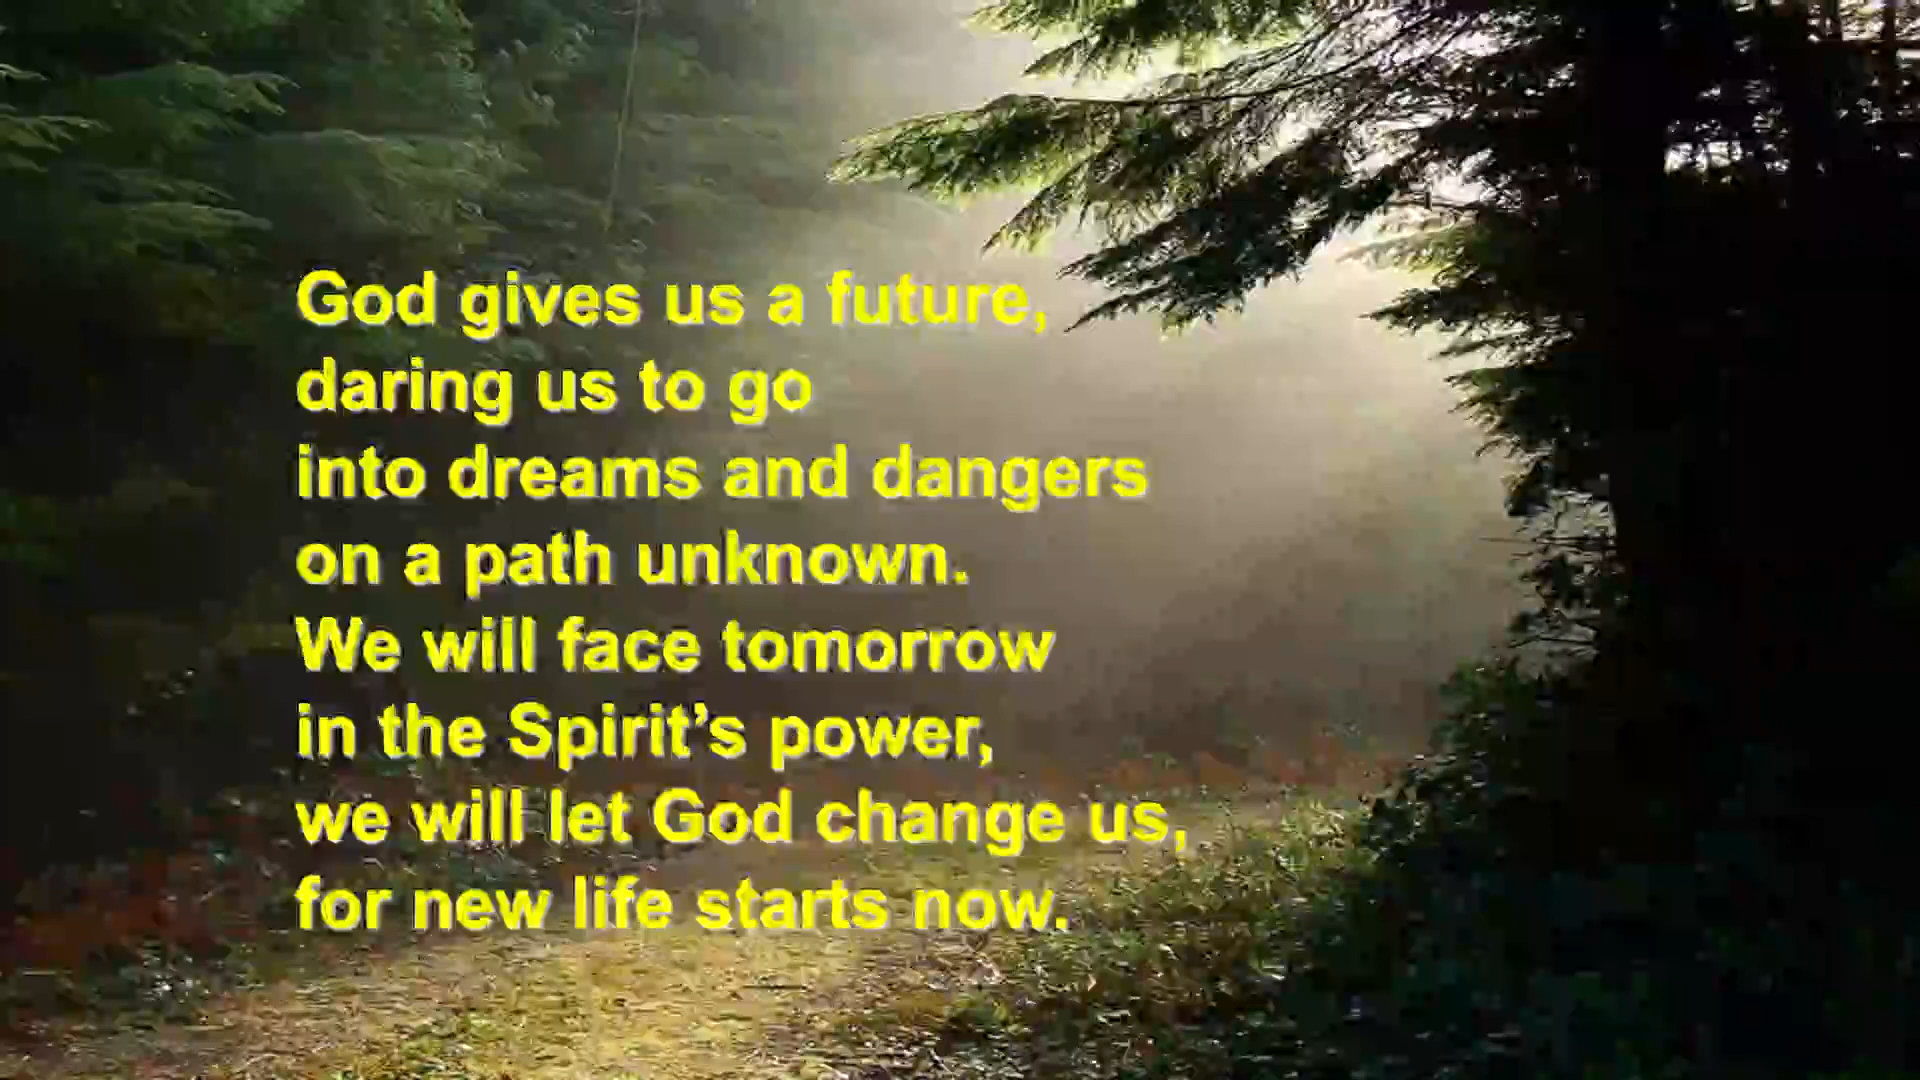 God gives us a future,
daring us to go
into dreams and dangers
on a path unknown.
We will face tomorrow
in the Spirit’s power,
we will let God change us,
for new life starts now.